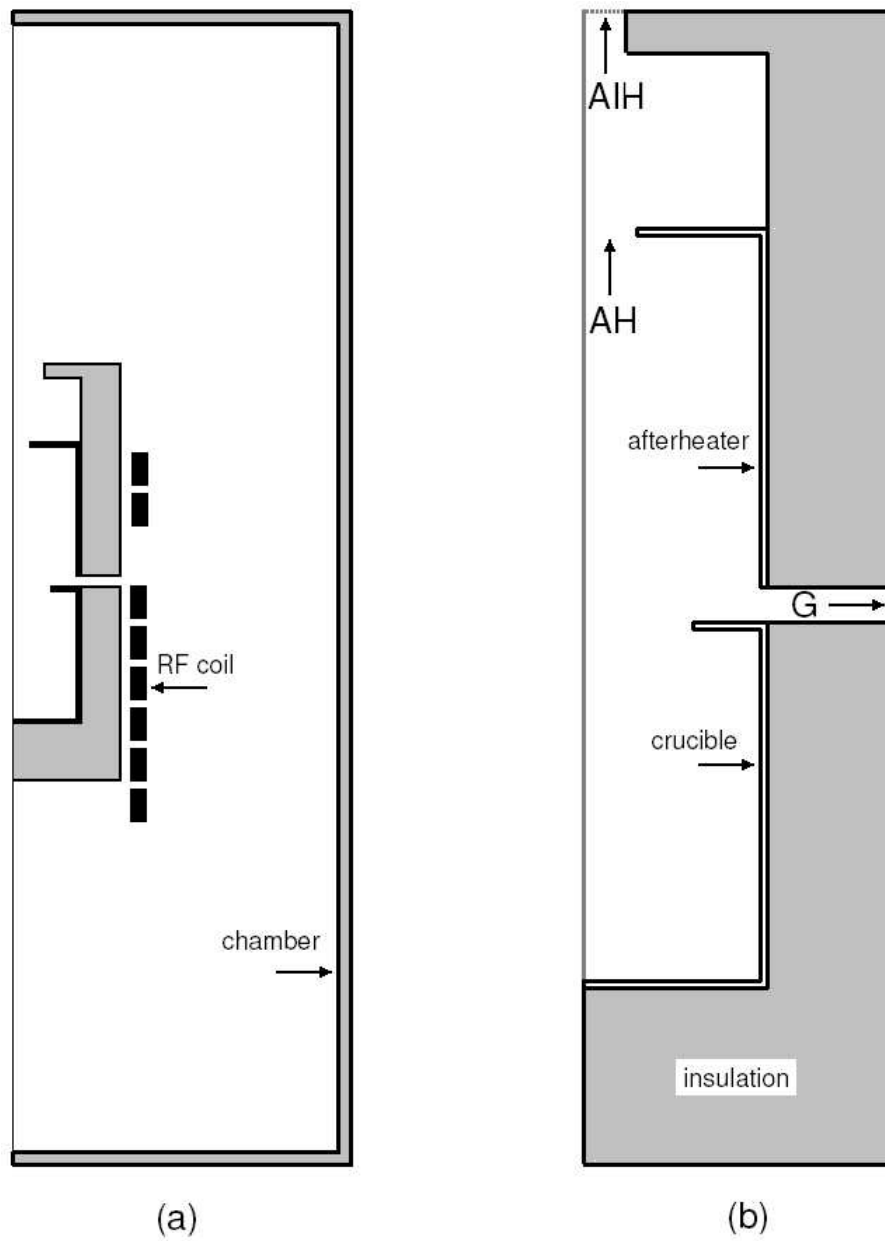 RF coil
chamber
(a)
AIH
AH
afterheater
G
crucible
insulation
(b)